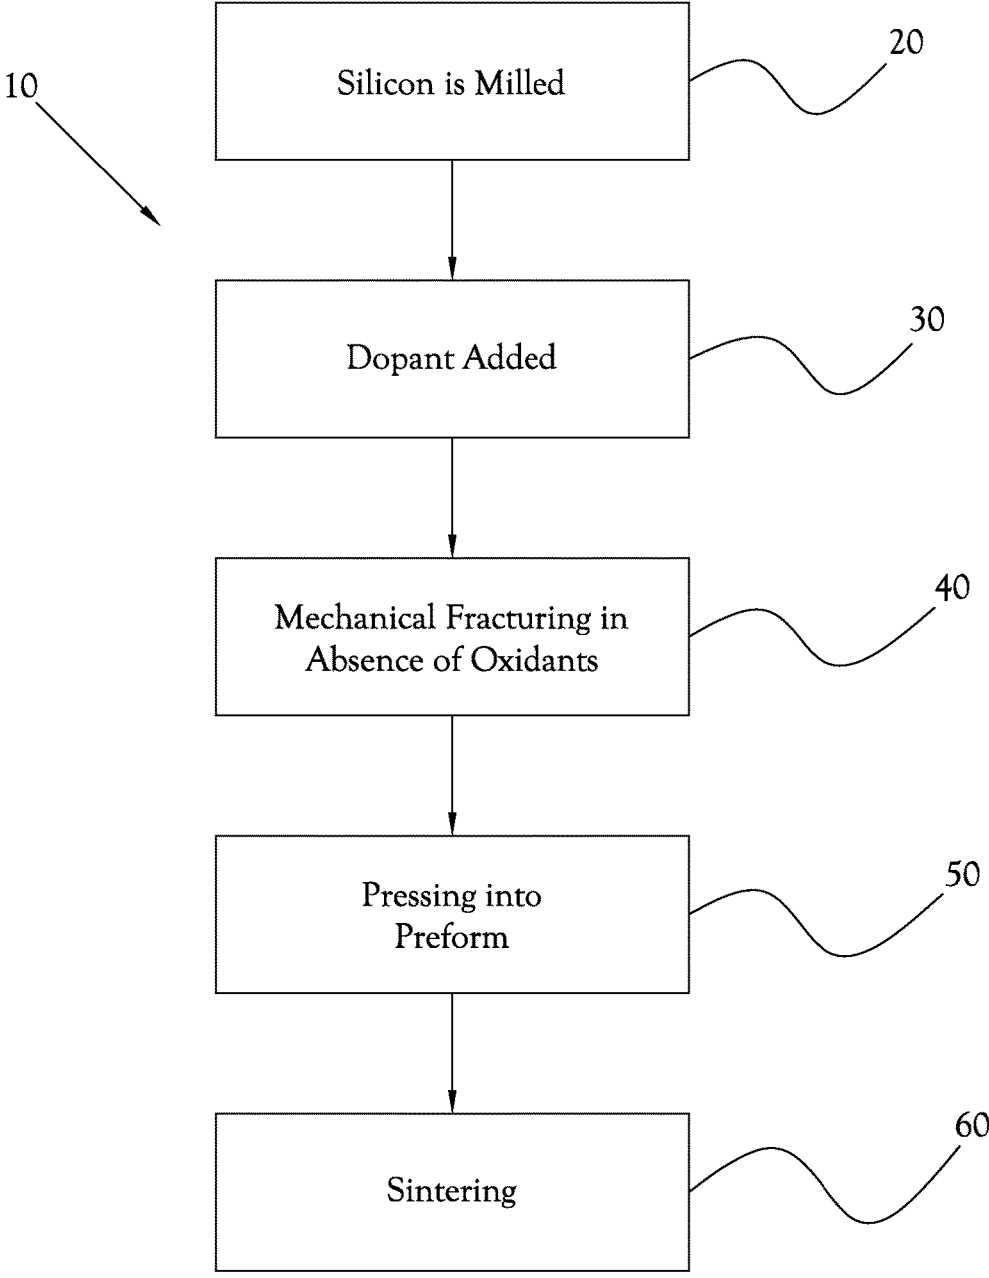 10
Silicon is Milled
20
Dopant Added
30
Mechanical Fracturing in
Absence of Oxidants
40
Pressing into
Preform
50
Sintering
60